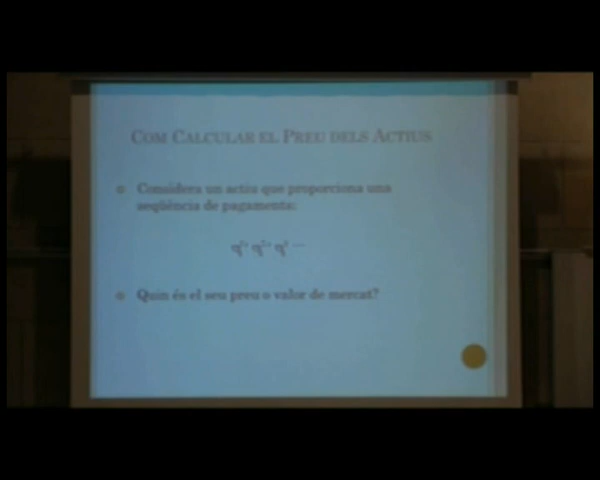 COM CALCULAR EL PREU DELS ACTIUS
Considera un actiu que proporciona una
seqüència de pagaments:
Quin és el seu preu o valor de mercat?